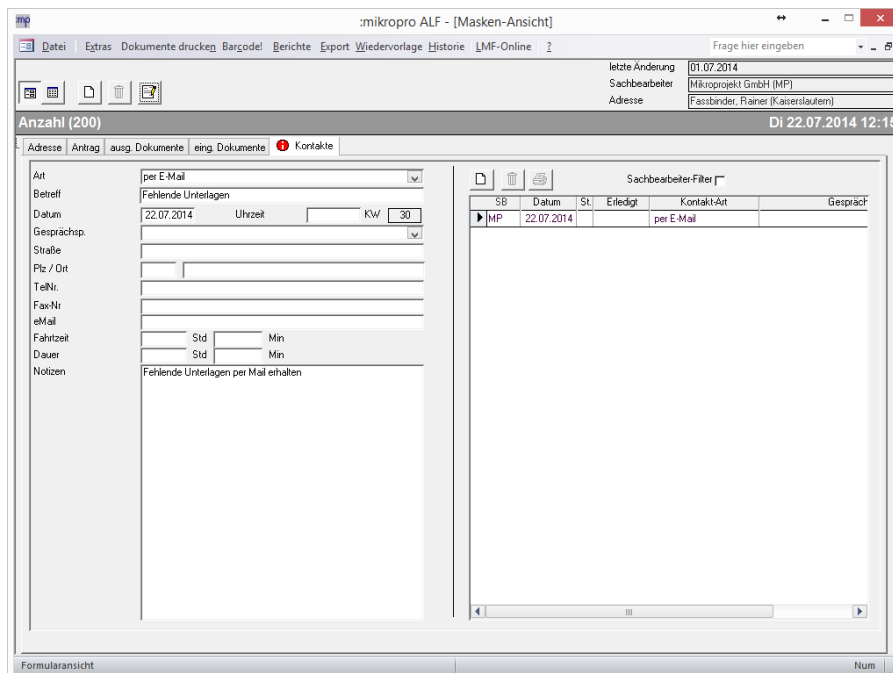 :mp
:mikropro ALF - [Masken-Ansicht]
Datei Extras Dokumente drucken Barcode! Berichte Export Wiedervorlage Historie LMF-Online ? Frage hier eingeben
letzte Änderung 01.07.2014
Sachbearbeiter Mikroprojekt GmbH (MP)
Adresse Fassbinder, Rainer (Kaiserslautern)
Anzahl (200) Di 22.07.2014 12:15
Adresse Antrag ausg. Dokumente eing. Dokumente Kontakte
Art per E-Mail
Betreff Fehlende Unterlagen
Datum 22.07.2014 Uhrzeit KW 30
Gesprächsp.
Straße
Plz / Ort
TelNr.
Fax-Nr
eMail
Fahrtzeit Std Min
Dauer Std Min
Notizen Fehlende Unterlagen per Mail erhalten
Sachbearbeiter-Filter
SB Datum St. Erledigt Kontakt-Art Gespräch
MP 22.07.2014 per E-Mail
Formularansicht Num